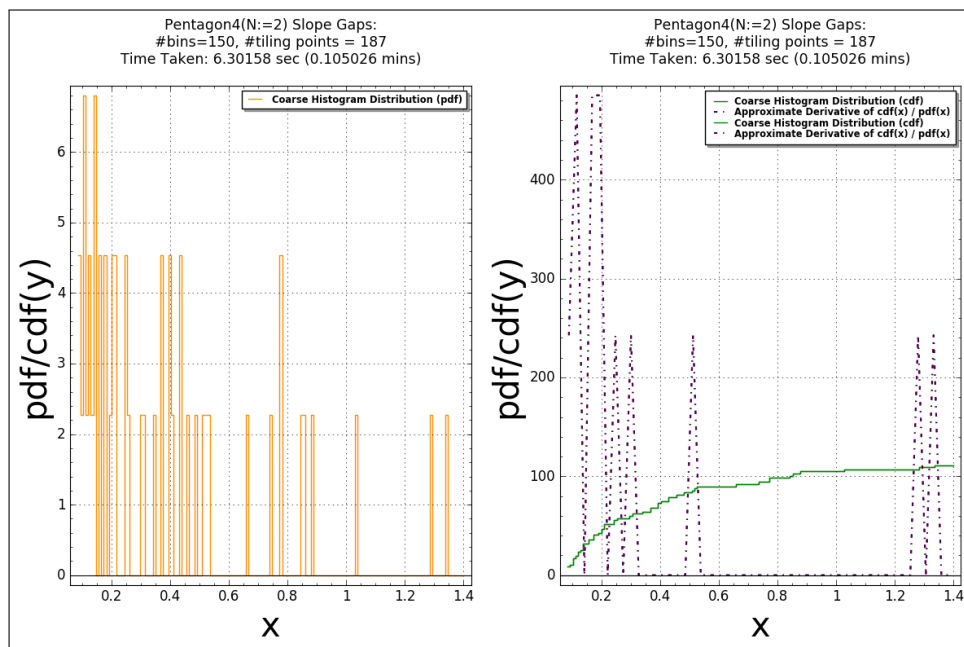 Pentagon4(N:=2) Slope Gaps:
#bins=150, #tiling points = 187
Time Taken: 6.30158 sec (0.105026 mins)
Coarse Histogram Distribution (pdf)
6
5
4
3
2
1
0
0.2 0.4 0.6 0.8 1 1.2 1.4
pdf/cdf(y)
x
Pentagon4(N:=2) Slope Gaps:
#bins=150, #tiling points = 187
Time Taken: 6.30158 sec (0.105026 mins)
Coarse Histogram Distribution (cdf)
Approximate Derivative of cdf(x) / pdf(x)
Coarse Histogram Distribution (cdf)
Approximate Derivative of cdf(x) / pdf(x)
400
300
200
100
0
0.2 0.4 0.6 0.8 1 1.2 1.4
pdf/cdf(y)
x